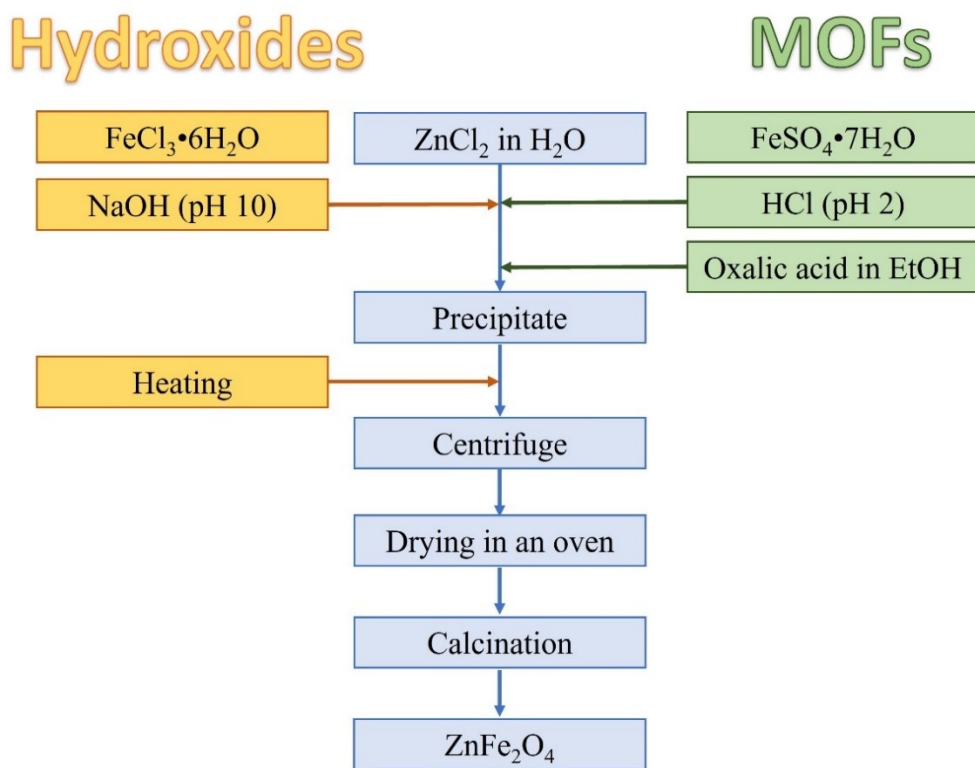 Hydroxides MOFs
FeCl₃•6H₂O ZnCl₂ in H₂O FeSO₄•7H₂O
NaOH (pH 10) HCl (pH 2)
Oxalic acid in EtOH
Precipitate
Heating
Centrifuge
Drying in an oven
Calcination
ZnFe₂O₄